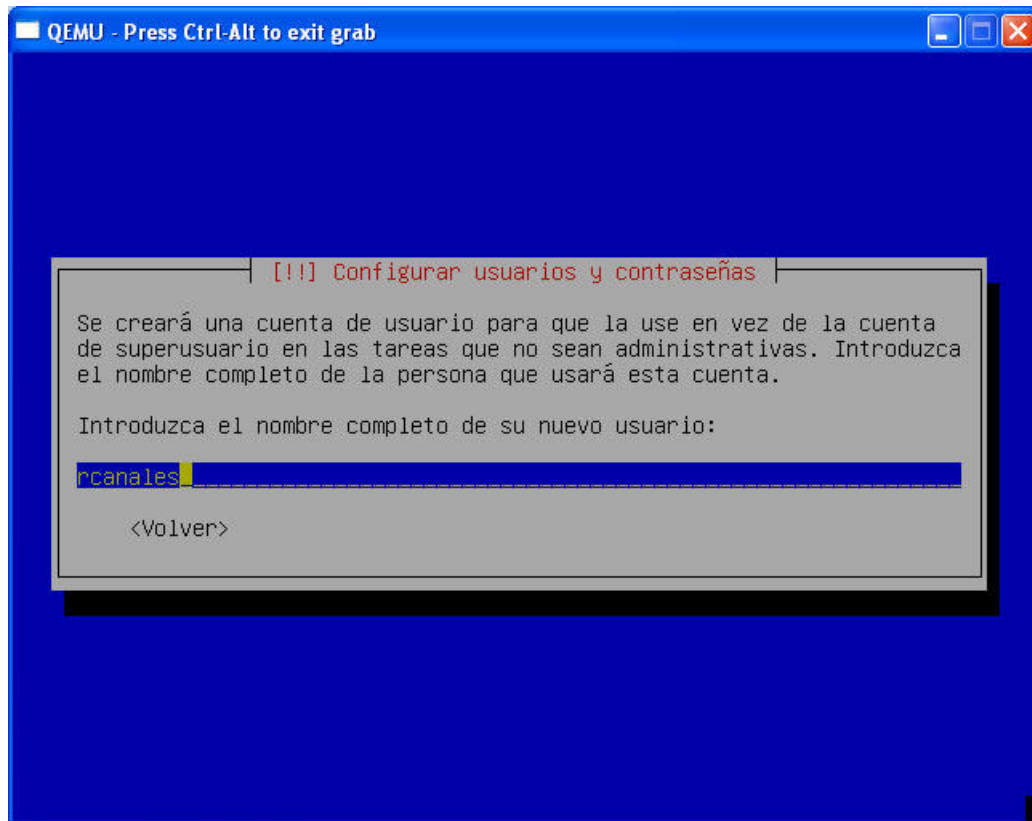 QEMU - Press Ctrl-Alt to exit grab
[!!] Configurar usuarios y contraseñas
Se creará una cuenta de usuario para que la use en vez de la cuenta
de superusuario en las tareas que no sean administrativas. Introduzca
el nombre completo de la persona que usará esta cuenta.
Introduzca el nombre completo de su nuevo usuario:
rcanales
<Volver>